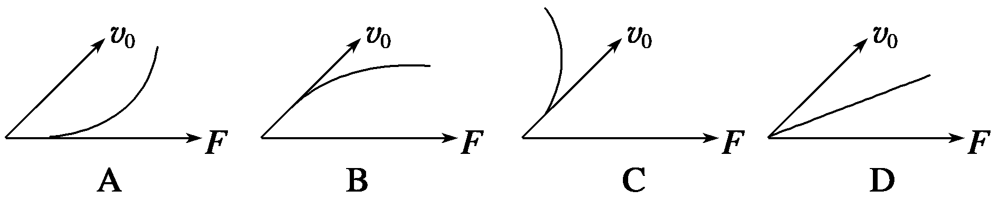 v₀ v₀ v₀ v₀
F F F F
A B C D